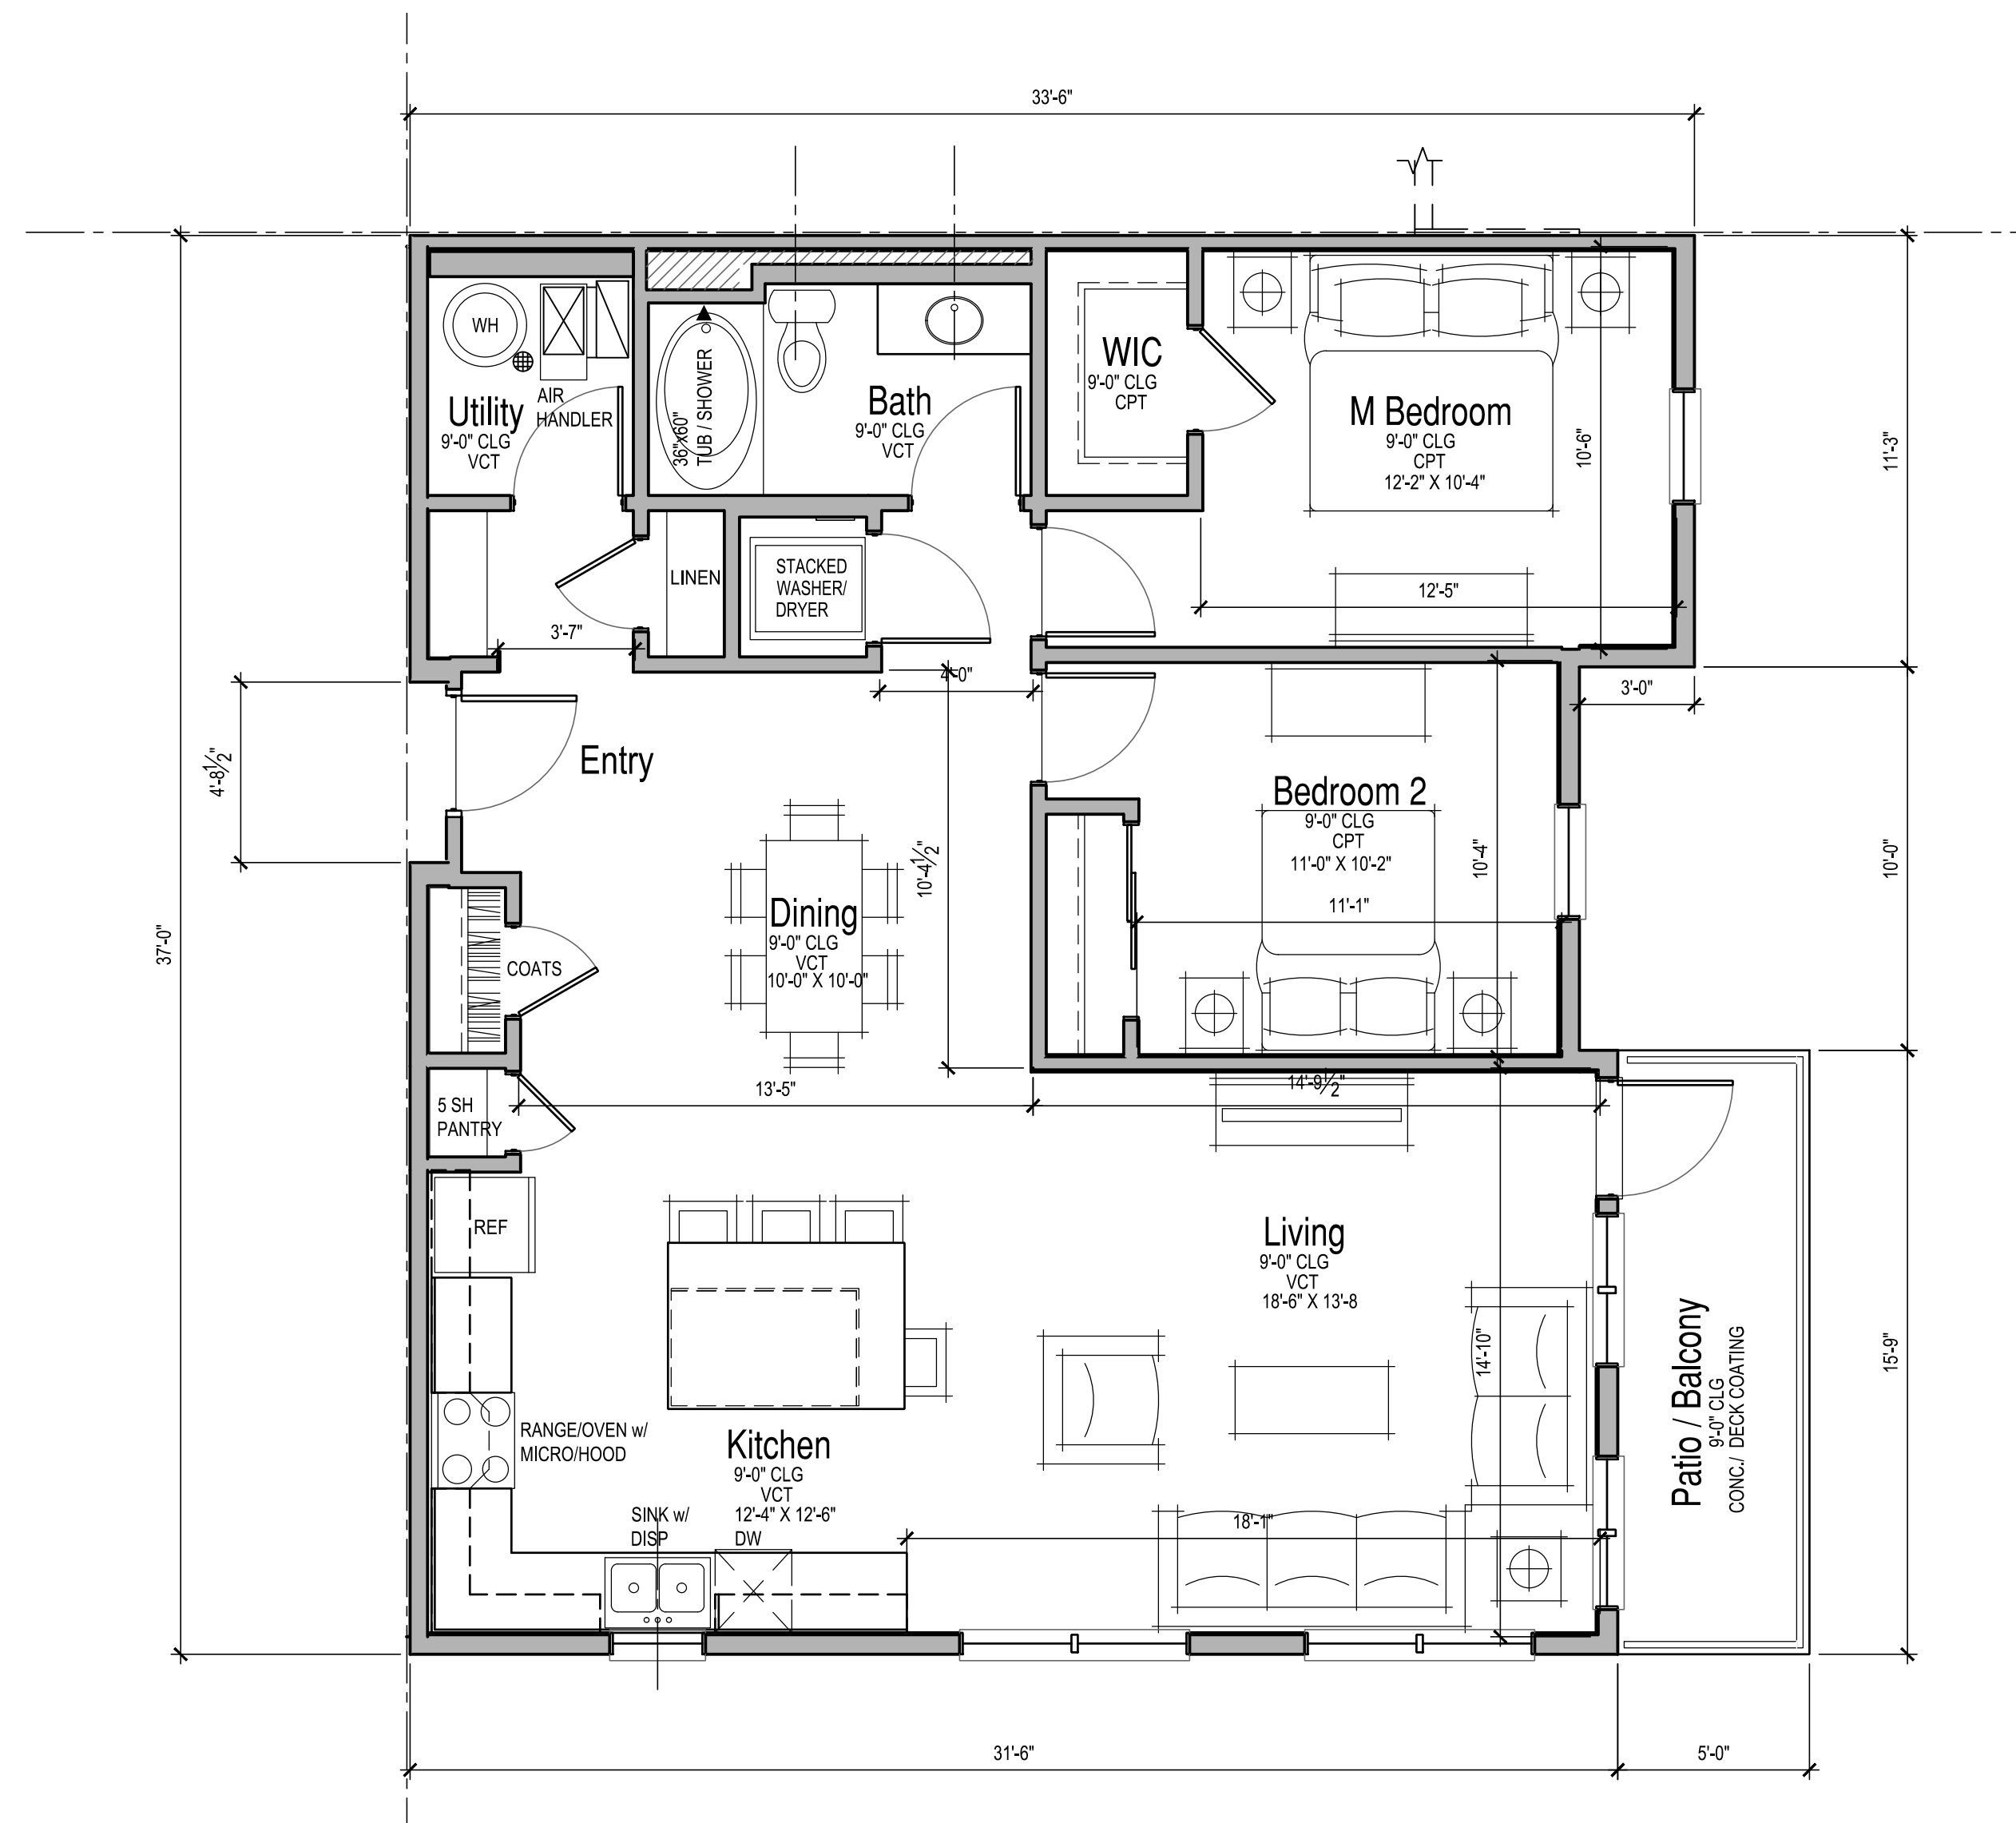 33'-6"
WH
AIR
HANDLER
Utility
9'-0" CLG
VCT
36"x60"
TUB / SHOWER
Bath
9'-0" CLG
VCT
WIC
9'-0" CLG
CPT
M Bedroom
9'-0" CLG
CPT
12'-2" X 10'-4"
10'-6"
11'-3"
LINEN
STACKED
WASHER/
DRYER
12'-5"
3'-7"
4'-0"
3'-0"
4'-8 1/2"
Entry
Bedroom 2
9'-0" CLG
CPT
11'-0" X 10'-2"
11'-1"
10'-4"
10'-0"
10'-4 1/2"
Dining
9'-0" CLG
VCT
10'-0" X 10'-0"
37'-0"
COATS
13'-5"
14'-9 1/2"
5 SH
PANTRY
REF
Living
9'-0" CLG
VCT
18'-6" X 13'-8
14'-10"
15'-9"
Patio / Balcony
9'-0" CLG
CONC./ DECK COATING
RANGE/OVEN w/
MICRO/HOOD
Kitchen
9'-0" CLG
VCT
12'-4" X 12'-6"
SINK w/
DISP
DW
18'-1"
31'-6"
5'-0"